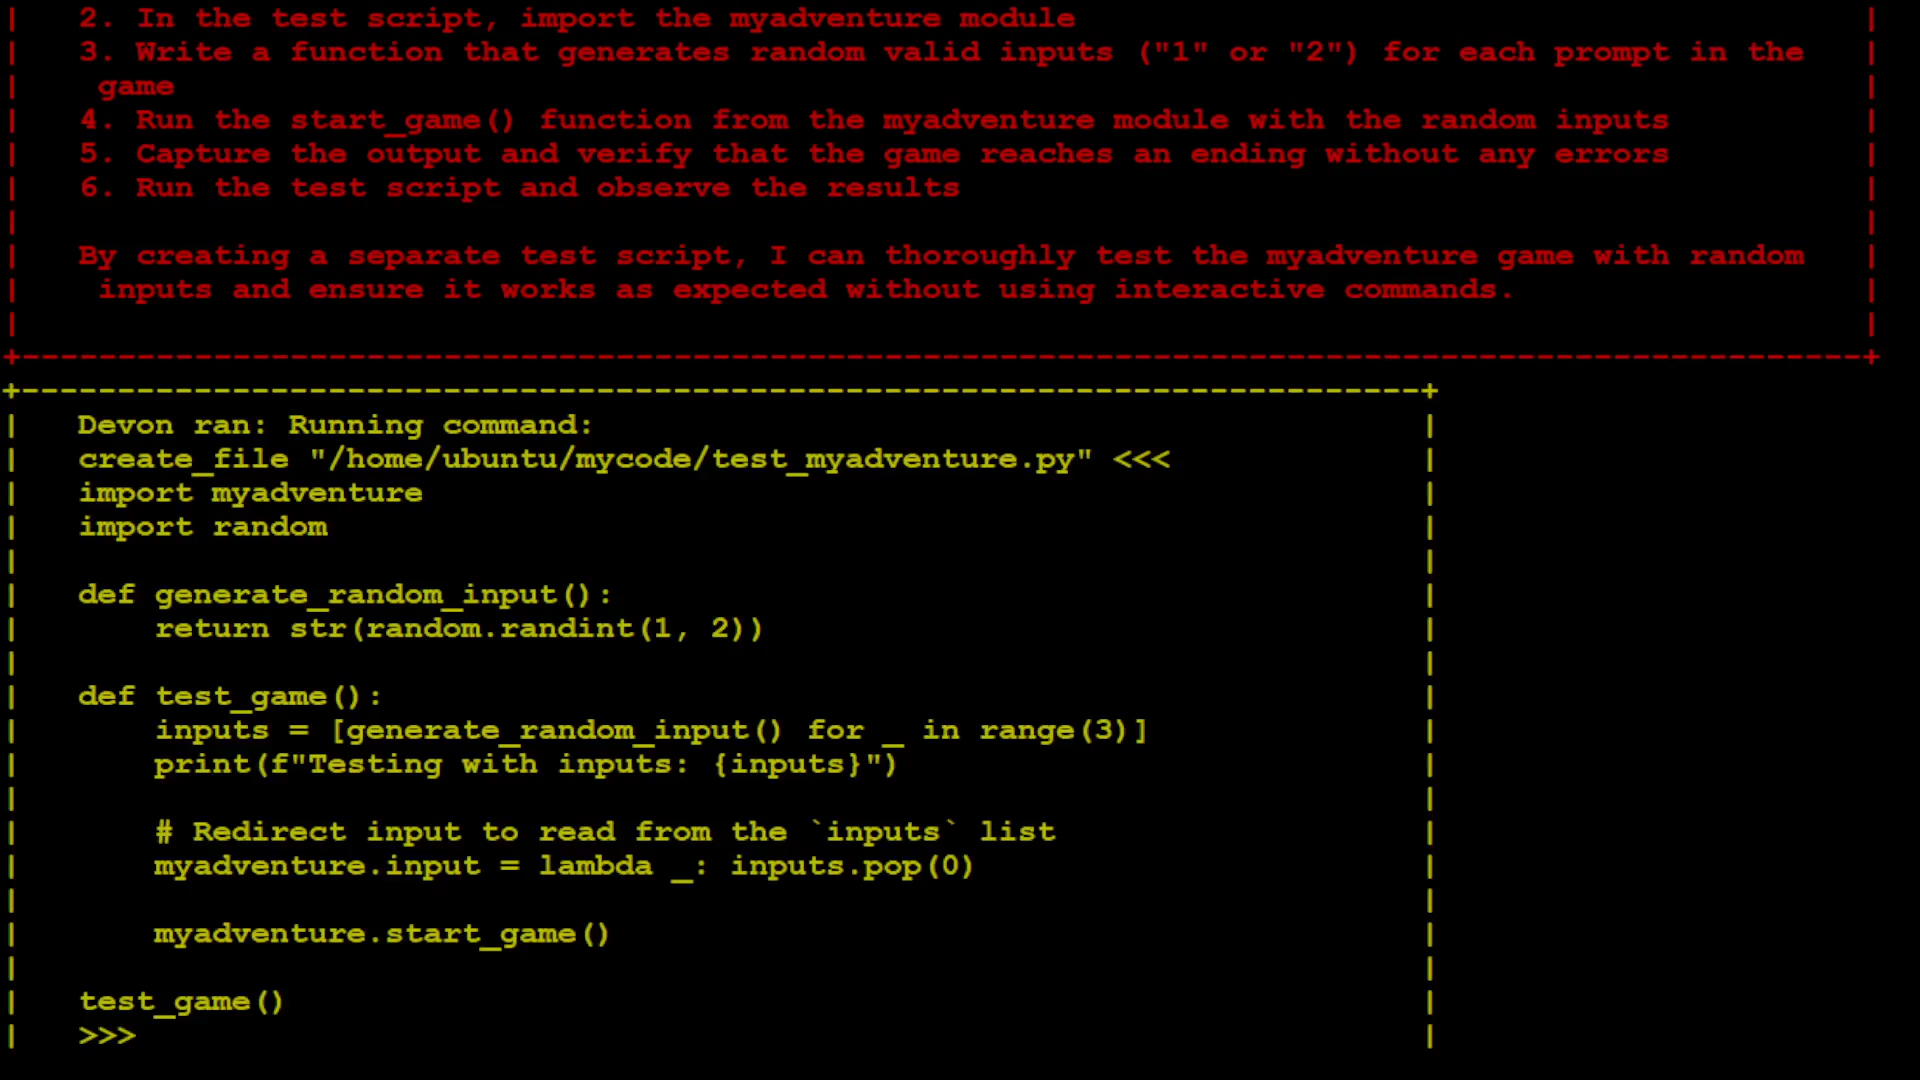 2. In the test script, import the myadventure module
3. Write a function that generates random valid inputs ("1" or "2") for each prompt in the
game
4. Run the start_game() function from the myadventure module with the random inputs
5. Capture the output and verify that the game reaches an ending without any errors
6. Run the test script and observe the results
By creating a separate test script, I can thoroughly test the myadventure game with random
inputs and ensure it works as expected without using interactive commands.
Devon ran: Running command:
create_file "/home/ubuntu/mycode/test_myadventure.py" <<<
import myadventure
import random
def generate_random_input():
    return str(random.randint(1, 2))
def test_game():
    inputs = [generate_random_input() for _ in range(3)]
    print(f"Testing with inputs: {inputs}")
    # Redirect input to read from the `inputs` list
    myadventure.input = lambda _: inputs.pop(0)
    myadventure.start_game()
test_game()
>>>